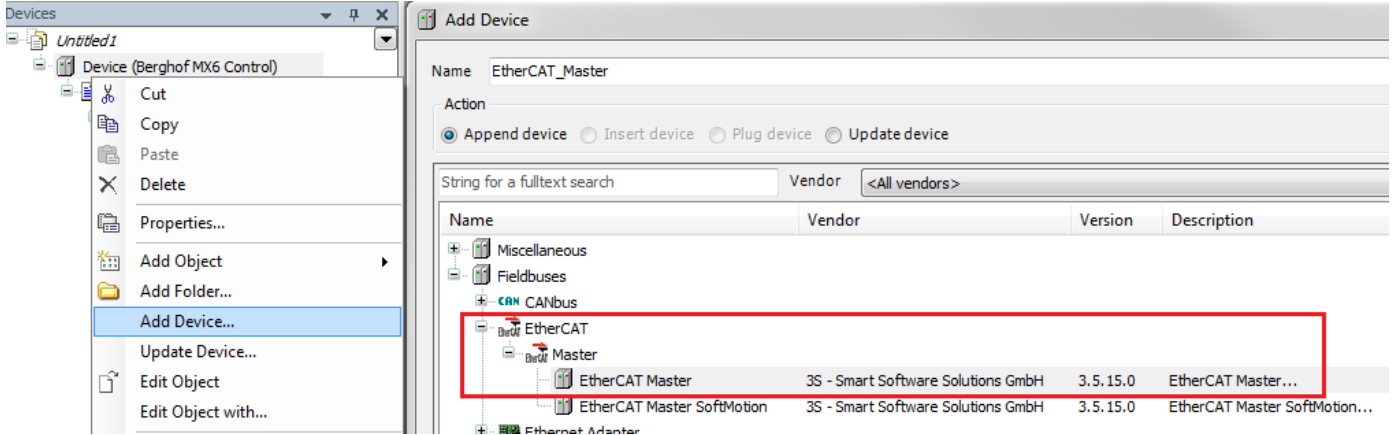 Devices
Untitled1
Device (Berghof MX6 Control)
Cut
Copy
Paste
Delete
Properties...
Add Object
Add Folder...
Add Device...
Update Device...
Edit Object
Edit Object with...
Add Device
Name EtherCAT_Master
Action
Append device Insert device Plug device Update device
String for a fulltext search Vendor <All vendors>
Name Vendor Version Description
Miscellaneous
Fieldbuses
CAN CANbus
EtherCAT EtherCAT
EtherCAT Master
EtherCAT Master 3S - Smart Software Solutions GmbH 3.5.15.0 EtherCAT Master...
EtherCAT Master SoftMotion 3S - Smart Software Solutions GmbH 3.5.15.0 EtherCAT Master SoftMotion...
Ethernet Adapter